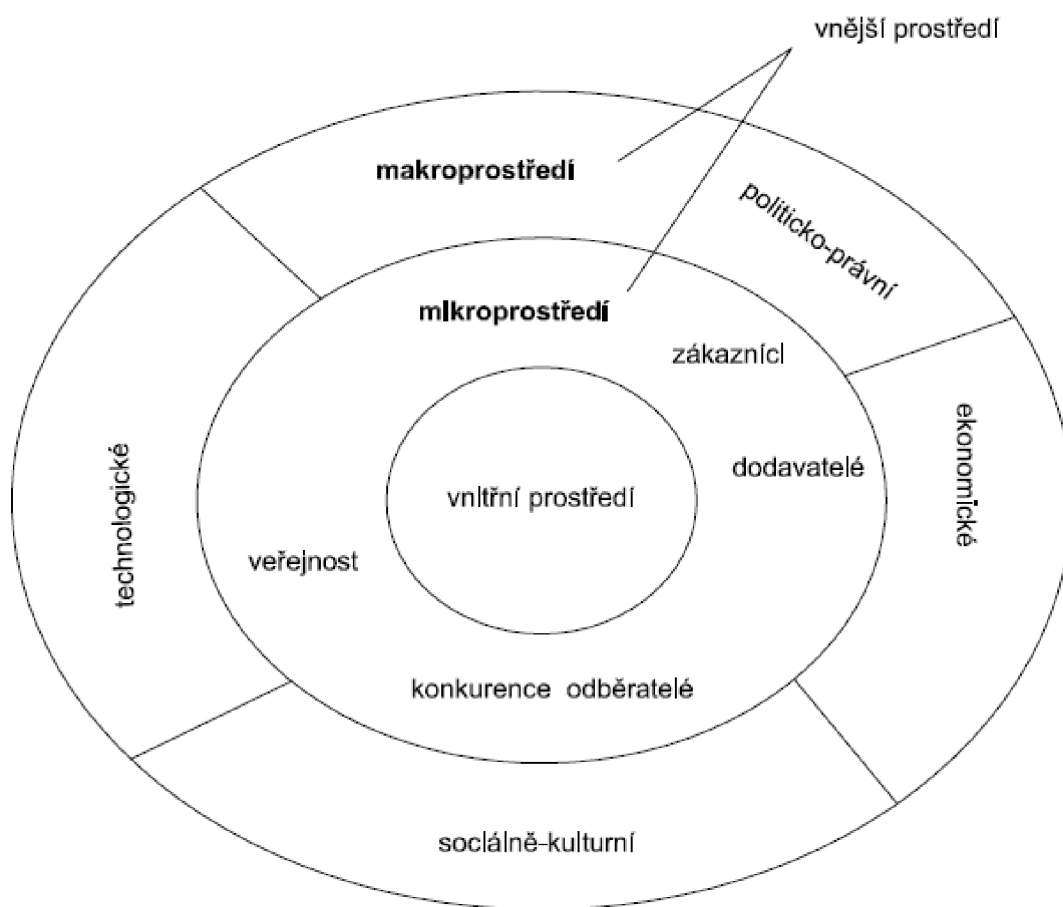 vnější prostředí
makroprostředí
politicko-právní
mikroprostředí
zákazníci
ekonomické
dodavatelé
technologické
vnitřní prostředí
veřejnost
konkurence odběratelé
sociálně-kulturní